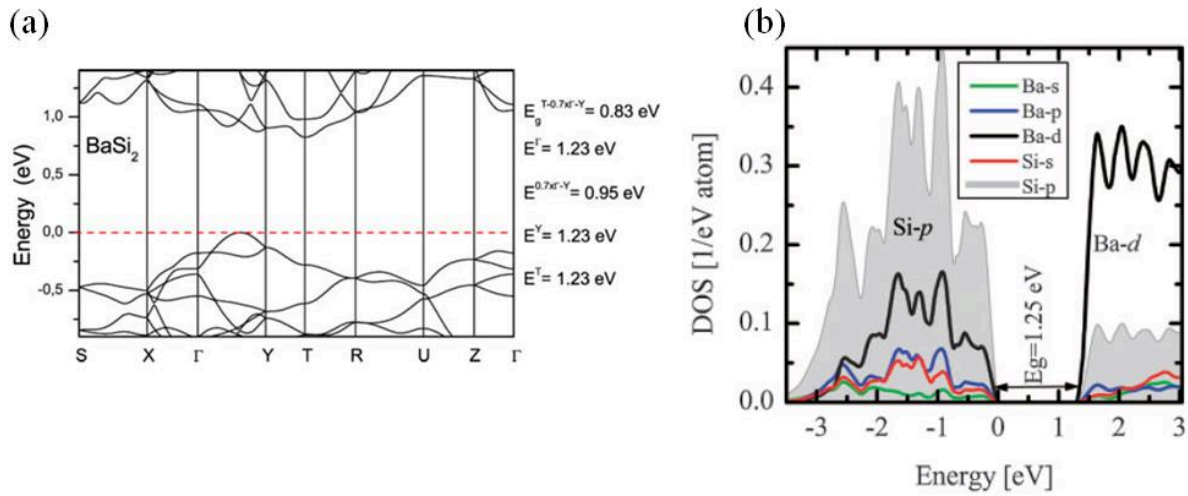 (a)
1,0
0,5
0,0
-0,5
Energy (eV)
BaSi2
S X Γ Y T R U Z Γ
Eg^T-0.7xΓ-Y = 0.83 eV
E^Γ = 1.23 eV
E^0.7xΓ-Y = 0.95 eV
E^Y = 1.23 eV
E^T = 1.23 eV
(b)
0.4
0.3
0.2
0.1
0.0
DOS [1/eV atom]
Ba-s
Ba-p
Ba-d
Si-s
Si-p
Si-p
Ba-d
Eg=1.25 eV
-3 -2 -1 0 1 2 3
Energy [eV]